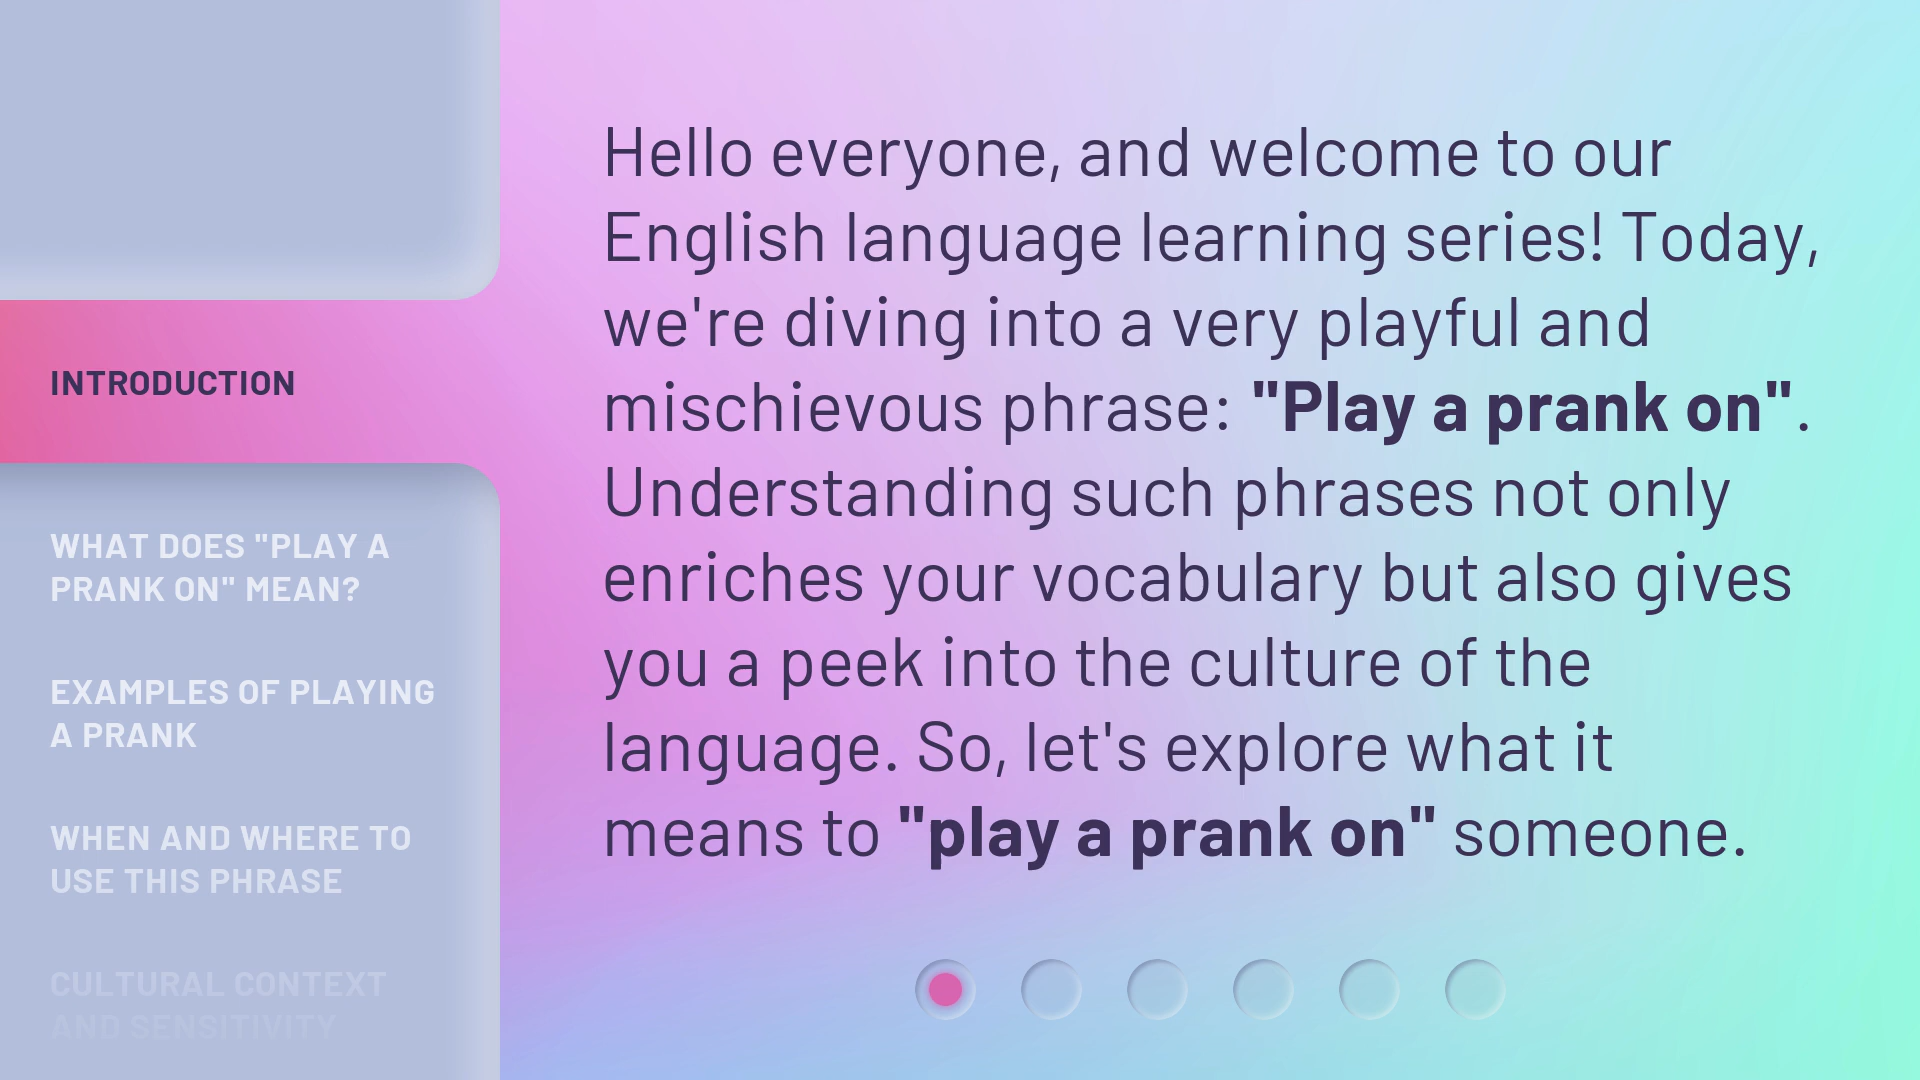 INTRODUCTION
WHAT DOES "PLAY A
PRANK ON" MEAN?
EXAMPLES OF PLAYING
A PRANK
WHEN AND WHERE TO
USE THIS PHRASE
CULTURAL CONTEXT
AND SENSITIVITY
Hello everyone, and welcome to our
English language learning series! Today,
we're diving into a very playful and
mischievous phrase: "Play a prank on".
Understanding such phrases not only
enriches your vocabulary but also gives
you a peek into the culture of the
language. So, let's explore what it
means to "play a prank on" someone.